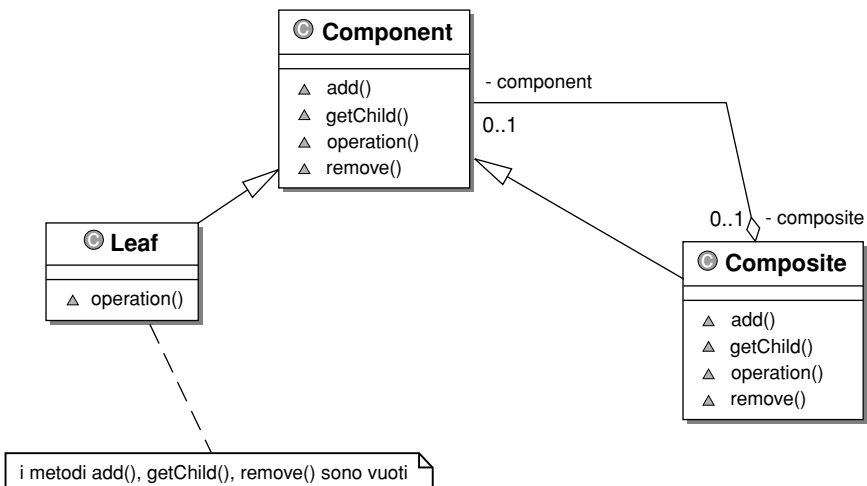 C Component
add()
getChild()
operation()
remove()
- component
0..1
0..1 - composite
C Leaf
operation()
C Composite
add()
getChild()
operation()
remove()
i metodi add(), getChild(), remove() sono vuoti